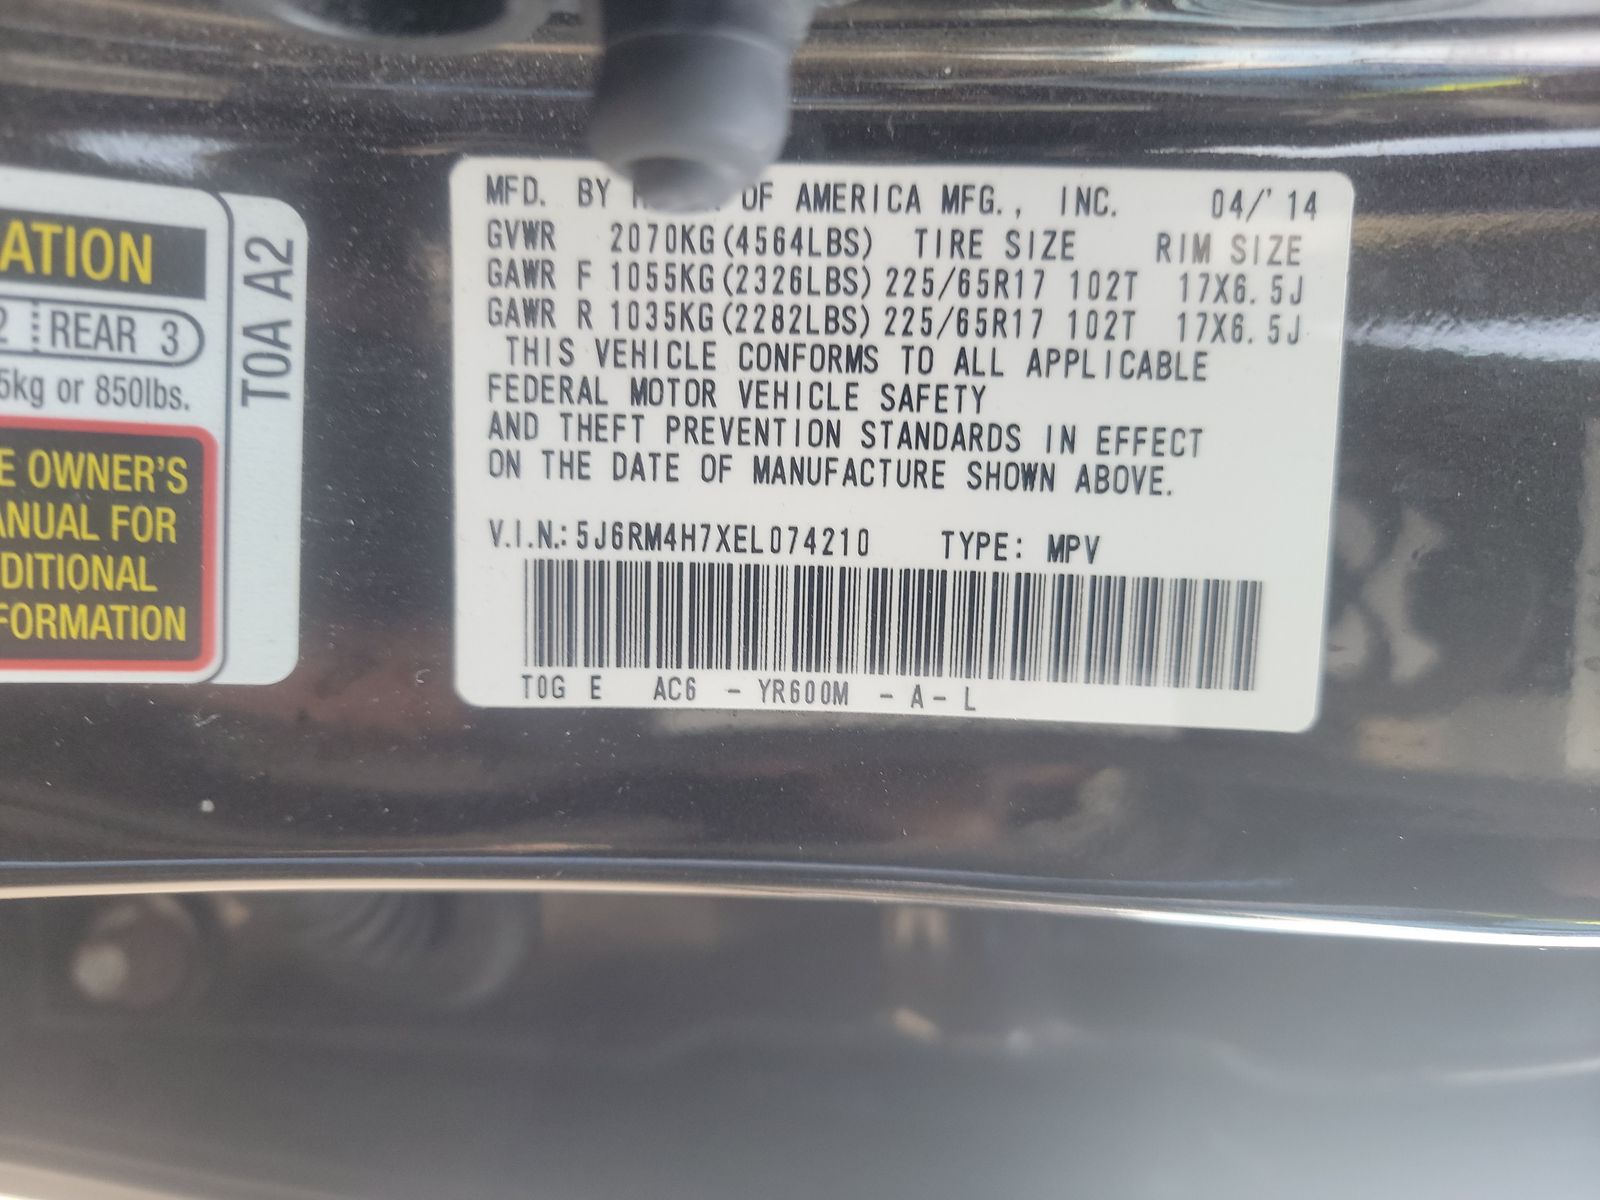 ATION
2 REAR 3
5kg or 850lbs.
E OWNER'S
ANUAL FOR
DITIONAL
FORMATION
T0A A2
MFD. BY OF AMERICA MFG., INC. 04/'14
GVWR 2070KG(4564LBS) TIRE SIZE RIM SIZE
GAWR F 1055KG(2326LBS) 225/65R17 102T 17X6.5J
GAWR R 1035KG(2282LBS) 225/65R17 102T 17X6.5J
THIS VEHICLE CONFORMS TO ALL APPLICABLE
FEDERAL MOTOR VEHICLE SAFETY
AND THEFT PREVENTION STANDARDS IN EFFECT
ON THE DATE OF MANUFACTURE SHOWN ABOVE.
V.I.N.: 5J6RM4H7XEL074210 TYPE: MPV
T0G E AC6 - YR600M - A - L